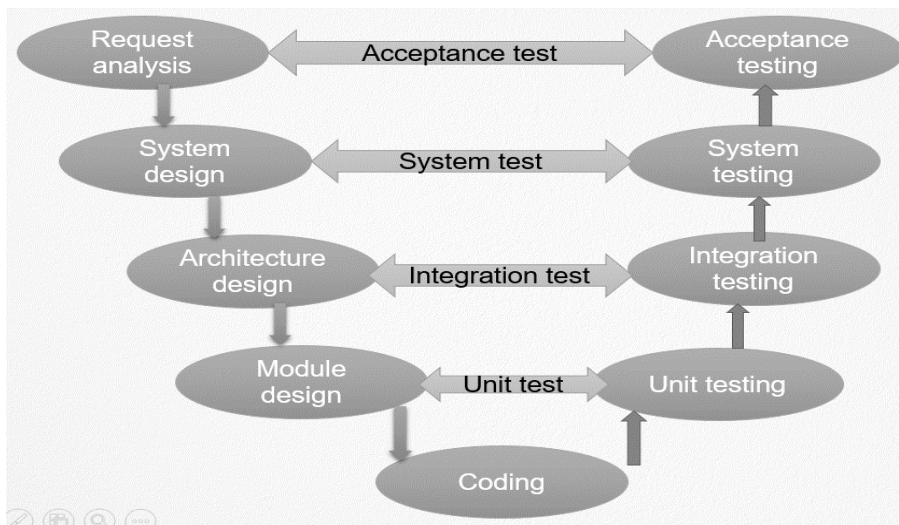 Request
analysis
Acceptance test
Acceptance
testing
System
design
System test
System
testing
Architecture
design
Integration test
Integration
testing
Module
design
Unit test
Unit testing
Coding